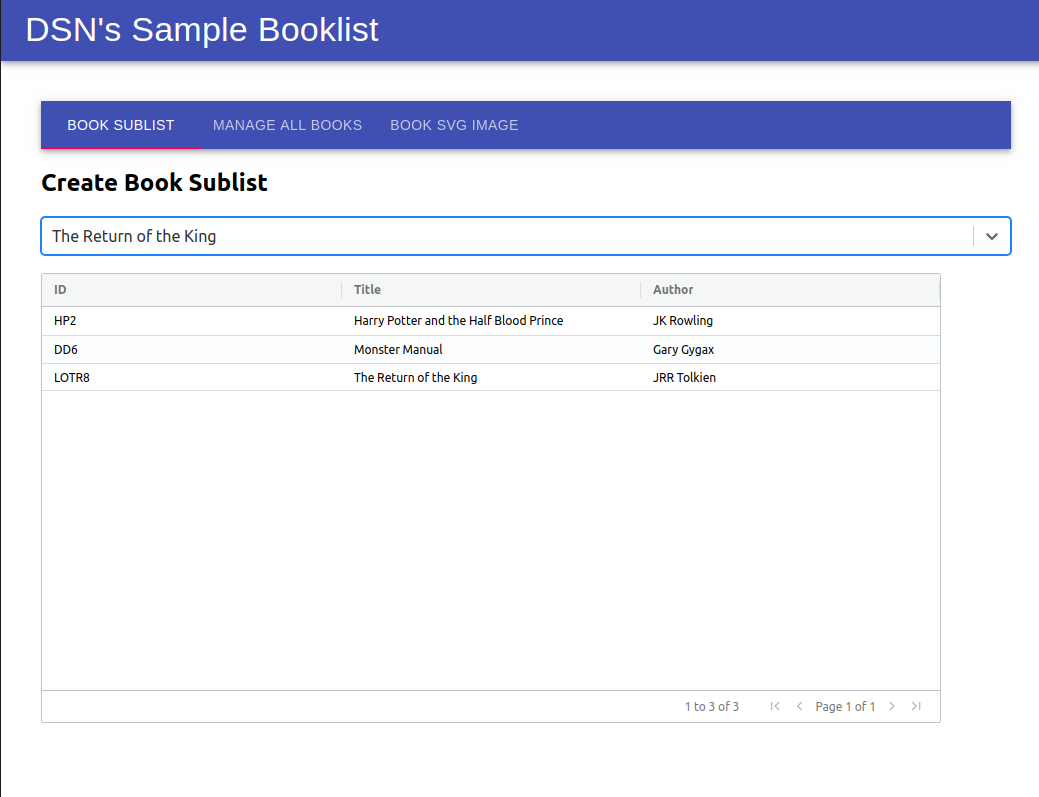 DSN's Sample Booklist
BOOK SUBLIST MANAGE ALL BOOKS BOOK SVG IMAGE
Create Book Sublist
The Return of the King
ID Title Author
HP2 Harry Potter and the Half Blood Prince JK Rowling
DD6 Monster Manual Gary Gygax
LOTR8 The Return of the King JRR Tolkien
1 to 3 of 3 Page 1 of 1